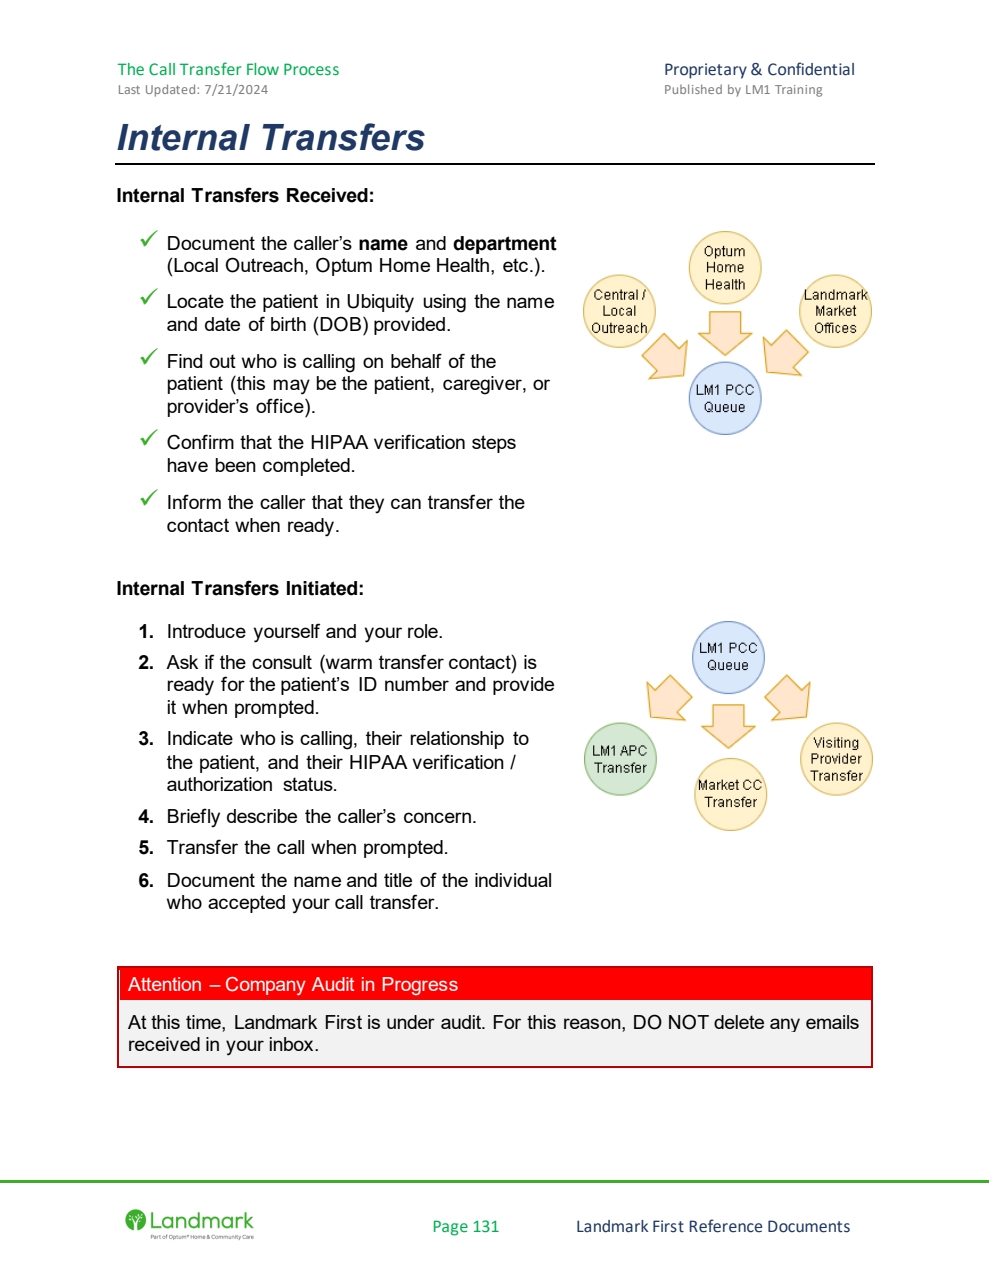 The Call Transfer Flow Process
Proprietary & Confidential
Last Updated: 7/21/2024
Published by LM1 Training
Internal Transfers
Internal Transfers Received:
Document the caller's name and department
(Local Outreach, Optum Home Health, etc.).
Locate the patient in Ubiquity using the name
and date of birth (DOB) provided.
Find out who is calling on behalf of the
patient (this may be the patient, caregiver, or
provider's office).
Confirm that the HIPAA verification steps
have been completed.
Inform the caller that they can transfer the
contact when ready.
Optum
Home
Health
Central /
Local
Outreach
Landmark
Market
Offices
LM1 PCC
Queue
Internal Transfers Initiated:
1. Introduce yourself and your role.
2. Ask if the consult (warm transfer contact) is
ready for the patient's ID number and provide
it when prompted.
3. Indicate who is calling, their relationship to
the patient, and their HIPAA verification /
authorization status.
4. Briefly describe the caller's concern.
5. Transfer the call when prompted.
6. Document the name and title of the individual
who accepted your call transfer.
LM1 PCC
Queue
LM1 APC
Transfer
Market CC
Transfer
Visiting
Provider
Transfer
Attention – Company Audit in Progress
At this time, Landmark First is under audit. For this reason, DO NOT delete any emails
received in your inbox.
Landmark
Part of Optum® Home & Community Care
Page 131
Landmark First Reference Documents